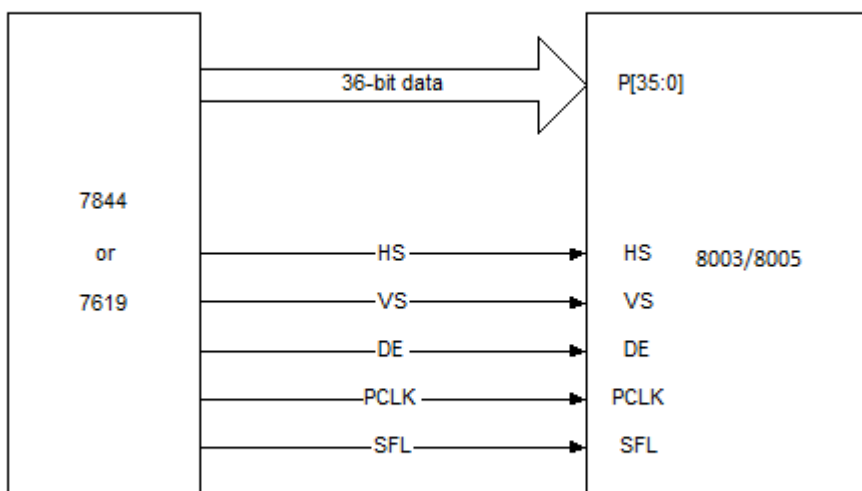 36-bit data
P[35:0]
7844
or
7619
HS
HS
8003/8005
VS
VS
DE
DE
PCLK
PCLK
SFL
SFL